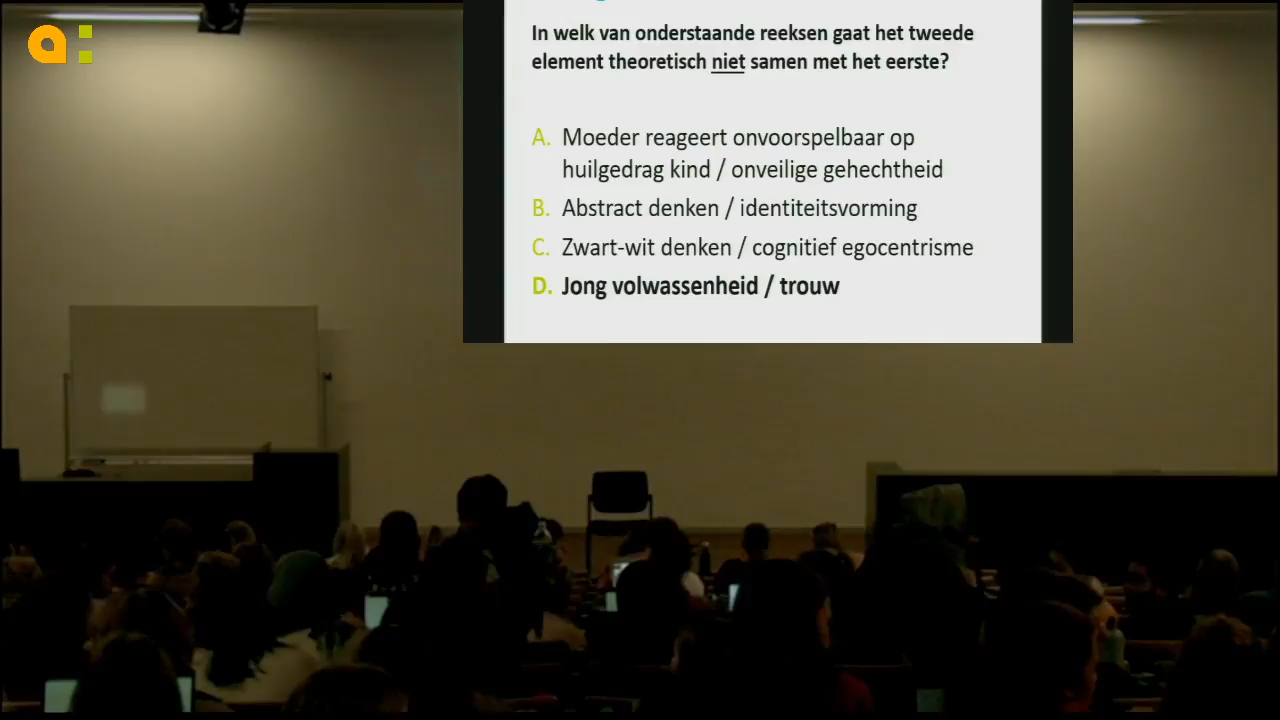 In welk van onderstaande reeksen gaat het tweede
element theoretisch niet samen met het eerste?
A. Moeder reageert onvoorspelbaar op
huilgedrag kind / onveilige gehechtheid
B. Abstract denken / identiteitsvorming
C. Zwart-wit denken / cognitief egocentrisme
D. Jong volwassenheid / trouw